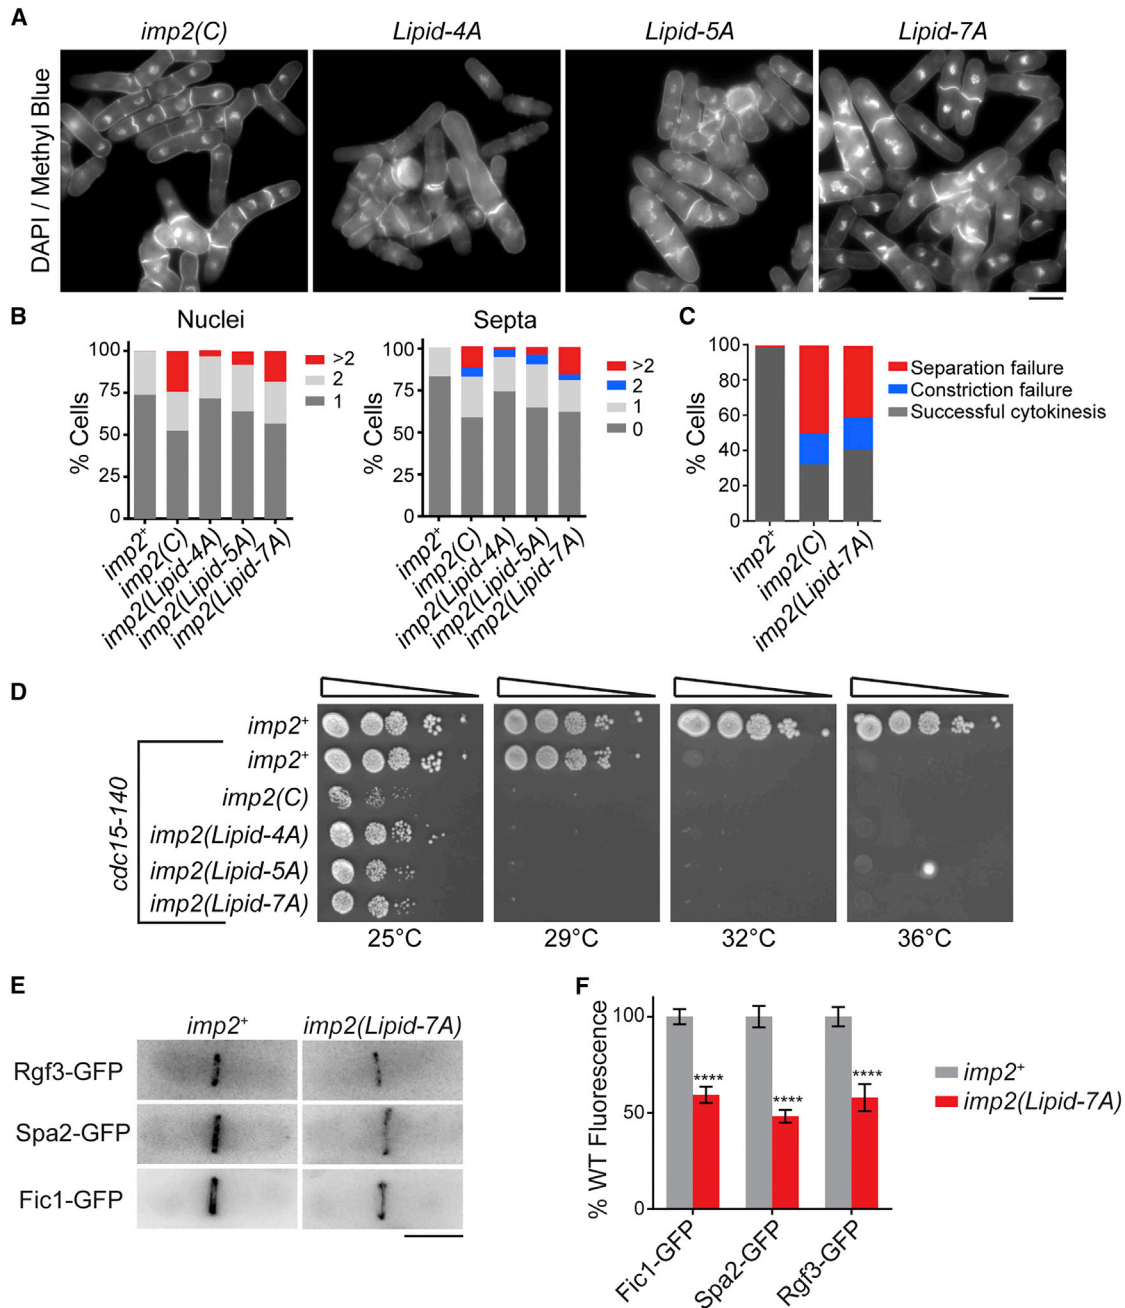 A
imp2(C)
Lipid-4A
Lipid-5A
Lipid-7A
DAPI / Methyl Blue
B
Nuclei
% Cells
100
75
50
25
0
>2
2
1
imp2+
imp2(C)
imp2(Lipid-4A)
imp2(Lipid-5A)
imp2(Lipid-7A)
Septa
% Cells
100
75
50
25
0
>2
2
1
0
imp2+
imp2(C)
imp2(Lipid-4A)
imp2(Lipid-5A)
imp2(Lipid-7A)
C
% Cells
100
80
60
40
20
0
Separation failure
Constriction failure
Successful cytokinesis
imp2+
imp2(C)
imp2(Lipid-7A)
D
imp2+
cdc15-140
imp2+
imp2(C)
imp2(Lipid-4A)
imp2(Lipid-5A)
imp2(Lipid-7A)
25°C
29°C
32°C
36°C
E
imp2+
imp2(Lipid-7A)
Rgf3-GFP
Spa2-GFP
Fic1-GFP
F
% WT Fluorescence
100
50
0
****
****
****
imp2+
imp2(Lipid-7A)
Fic1-GFP
Spa2-GFP
Rgf3-GFP